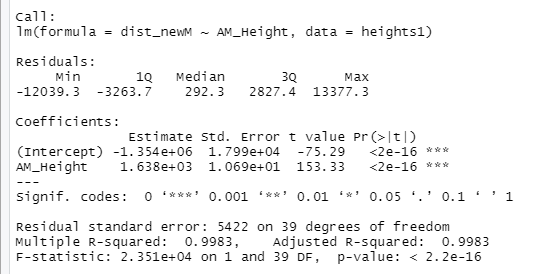 Call:
lm(formula = dist_newM ~ AM_Height, data = heights1)
Residuals:
Min 1Q Median 3Q Max
-12039.3 -3263.7 292.3 2827.4 13377.3
Coefficients:
Estimate Std. Error t value Pr(>|t|)
(Intercept) -1.354e+06 1.799e+04 -75.29 <2e-16 ***
AM_Height 1.638e+03 1.069e+01 153.33 <2e-16 ***
---
Signif. codes: 0 ‘***’ 0.001 ‘**’ 0.01 ‘*’ 0.05 ‘.’ 0.1 ‘ ’ 1
Residual standard error: 5422 on 39 degrees of freedom
Multiple R-squared: 0.9983, Adjusted R-squared: 0.9983
F-statistic: 2.351e+04 on 1 and 39 DF, p-value: < 2.2e-16